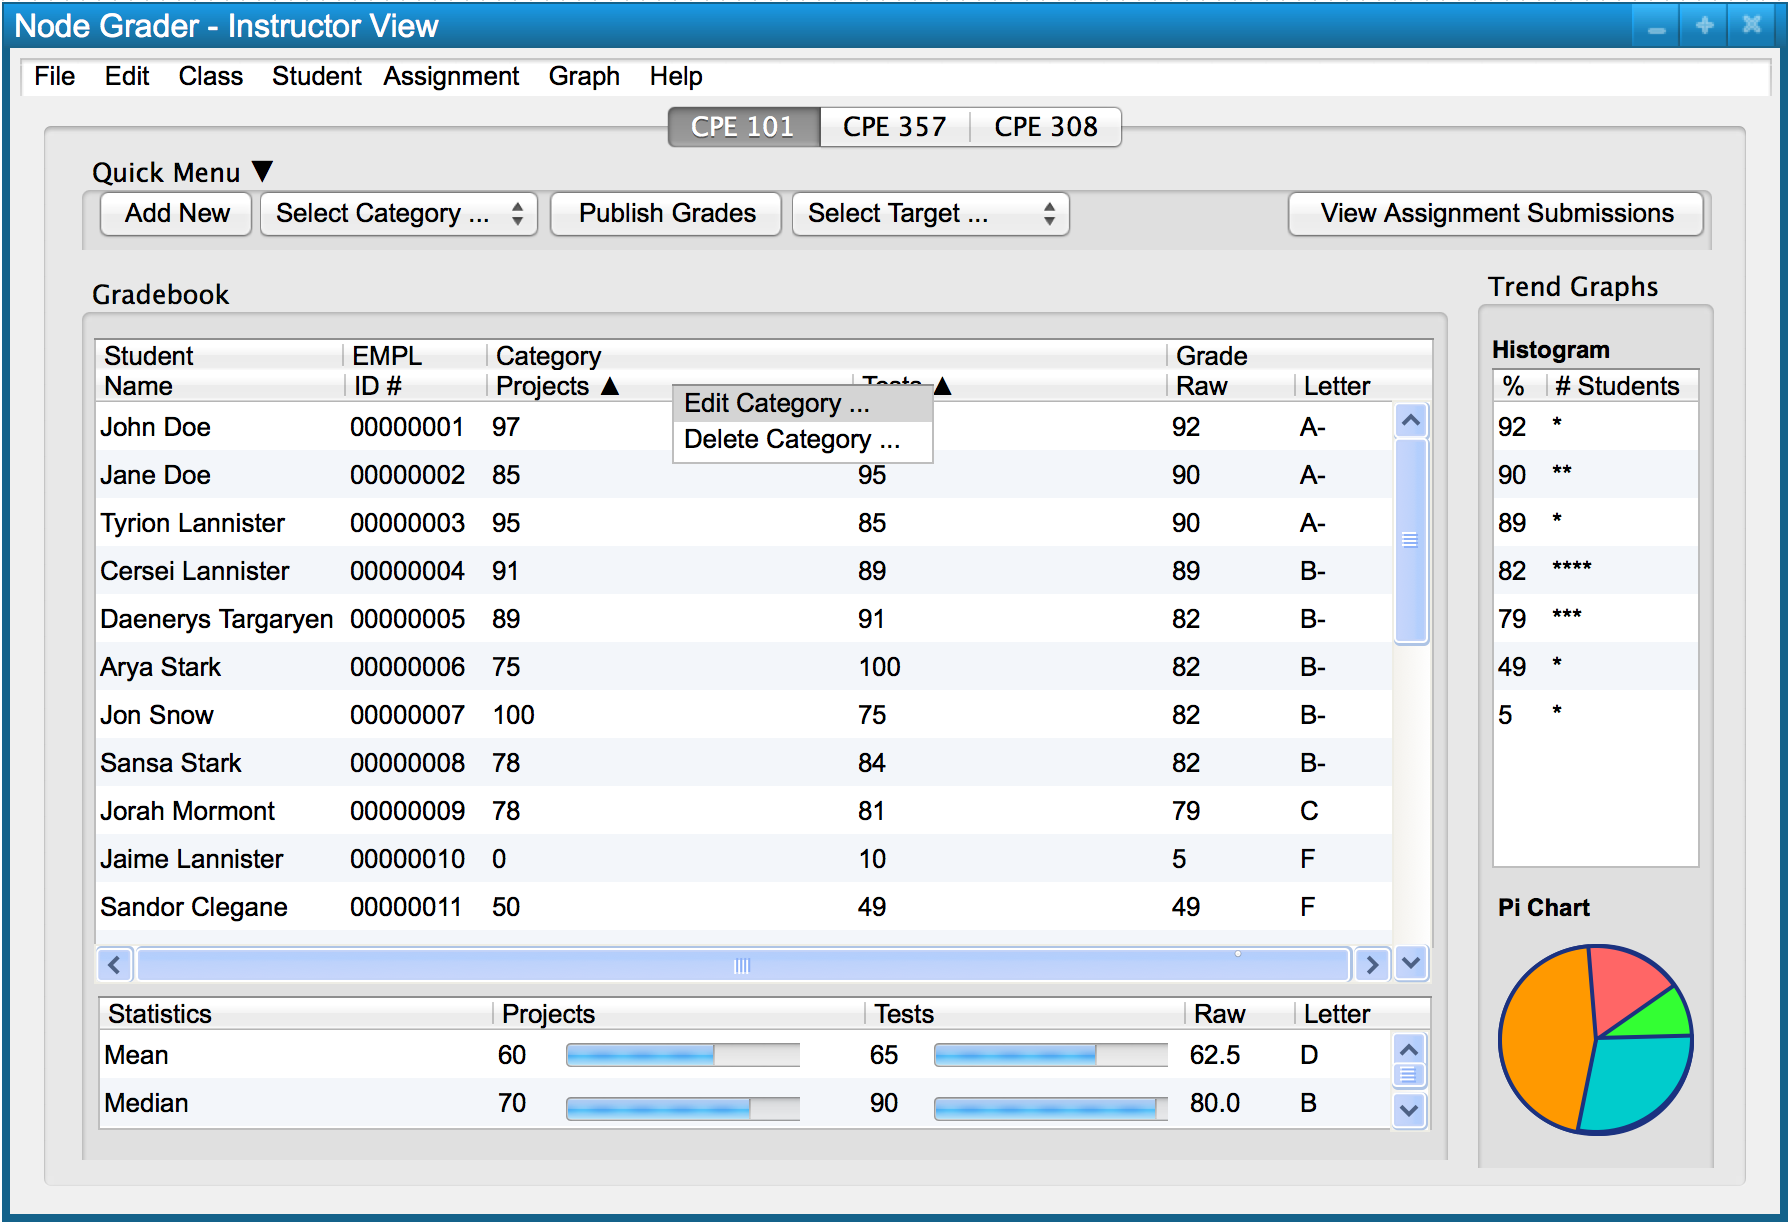 Node Grader - Instructor View
File Edit Class Student Assignment Graph Help
CPE 101 CPE 357 CPE 308
Quick Menu ▼
Add New Select Category ... Publish Grades Select Target ... View Assignment Submissions
Gradebook
Student EMPL Category Grade
Name ID # Projects ▲ Tests ▲ Raw Letter
Edit Category ...
Delete Category ...
John Doe 00000001 97 92 A-
Jane Doe 00000002 85 95 90 A-
Tyrion Lannister 00000003 95 85 90 A-
Cersei Lannister 00000004 91 89 89 B-
Daenerys Targaryen 00000005 89 91 82 B-
Arya Stark 00000006 75 100 82 B-
Jon Snow 00000007 100 75 82 B-
Sansa Stark 00000008 78 84 82 B-
Jorah Mormont 00000009 78 81 79 C
Jaime Lannister 00000010 0 10 5 F
Sandor Clegane 00000011 50 49 49 F
Statistics Projects Tests Raw Letter
Mean 60 65 62.5 D
Median 70 90 80.0 B
Trend Graphs
Histogram
% # Students
92 *
90 **
89 *
82 ****
79 ***
49 *
5 *
Pi Chart